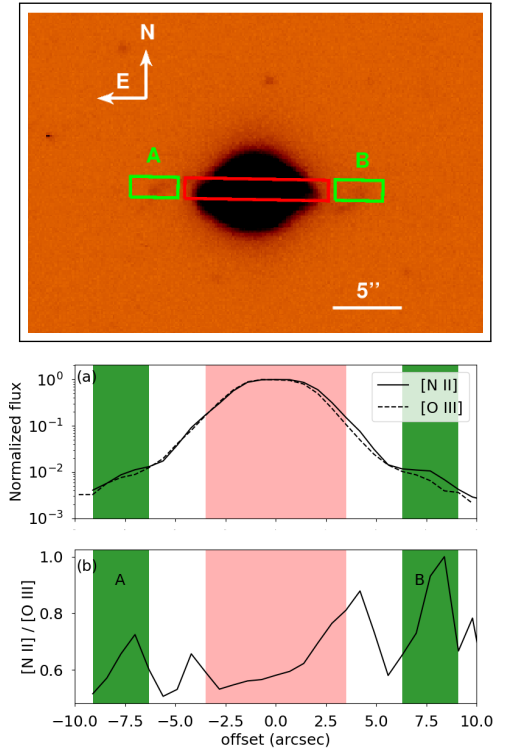 N
E
A
B
5’’
(a)
[N II]
[O III]
Normalized flux
10⁰
10⁻¹
10⁻²
10⁻³
(b)
A
B
[N II] / [O III]
1.0
0.8
0.6
−10.0 −7.5 −5.0 −2.5 0.0 2.5 5.0 7.5 10.0
offset (arcsec)